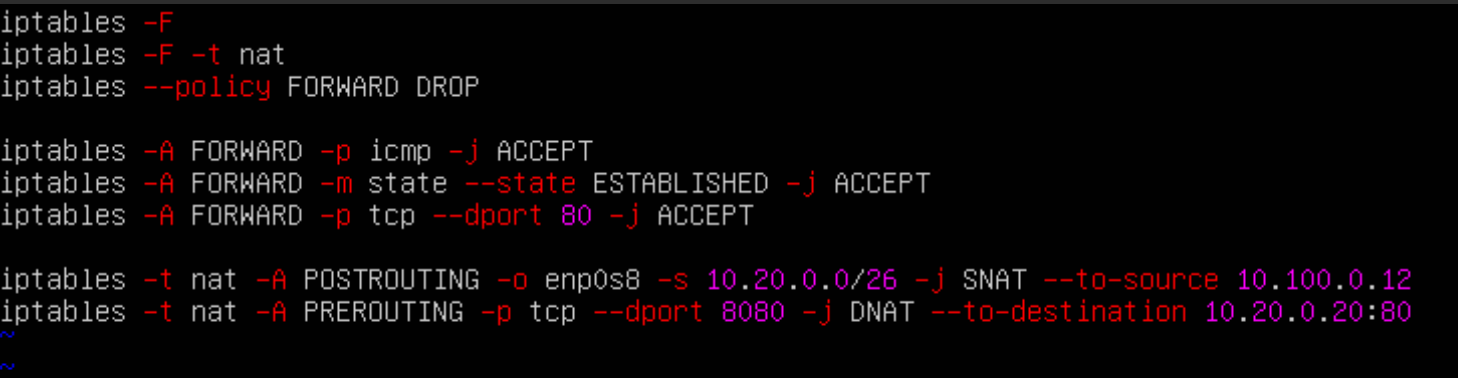 iptables -F
iptables -F -t nat
iptables --policy FORWARD DROP
iptables -A FORWARD -p icmp -j ACCEPT
iptables -A FORWARD -m state --state ESTABLISHED -j ACCEPT
iptables -A FORWARD -p tcp --dport 80 -j ACCEPT
iptables -t nat -A POSTROUTING -o enp0s8 -s 10.20.0.0/26 -j SNAT --to-source 10.100.0.12
iptables -t nat -A PREROUTING -p tcp --dport 8080 -j DNAT --to-destination 10.20.0.20:80
~
~